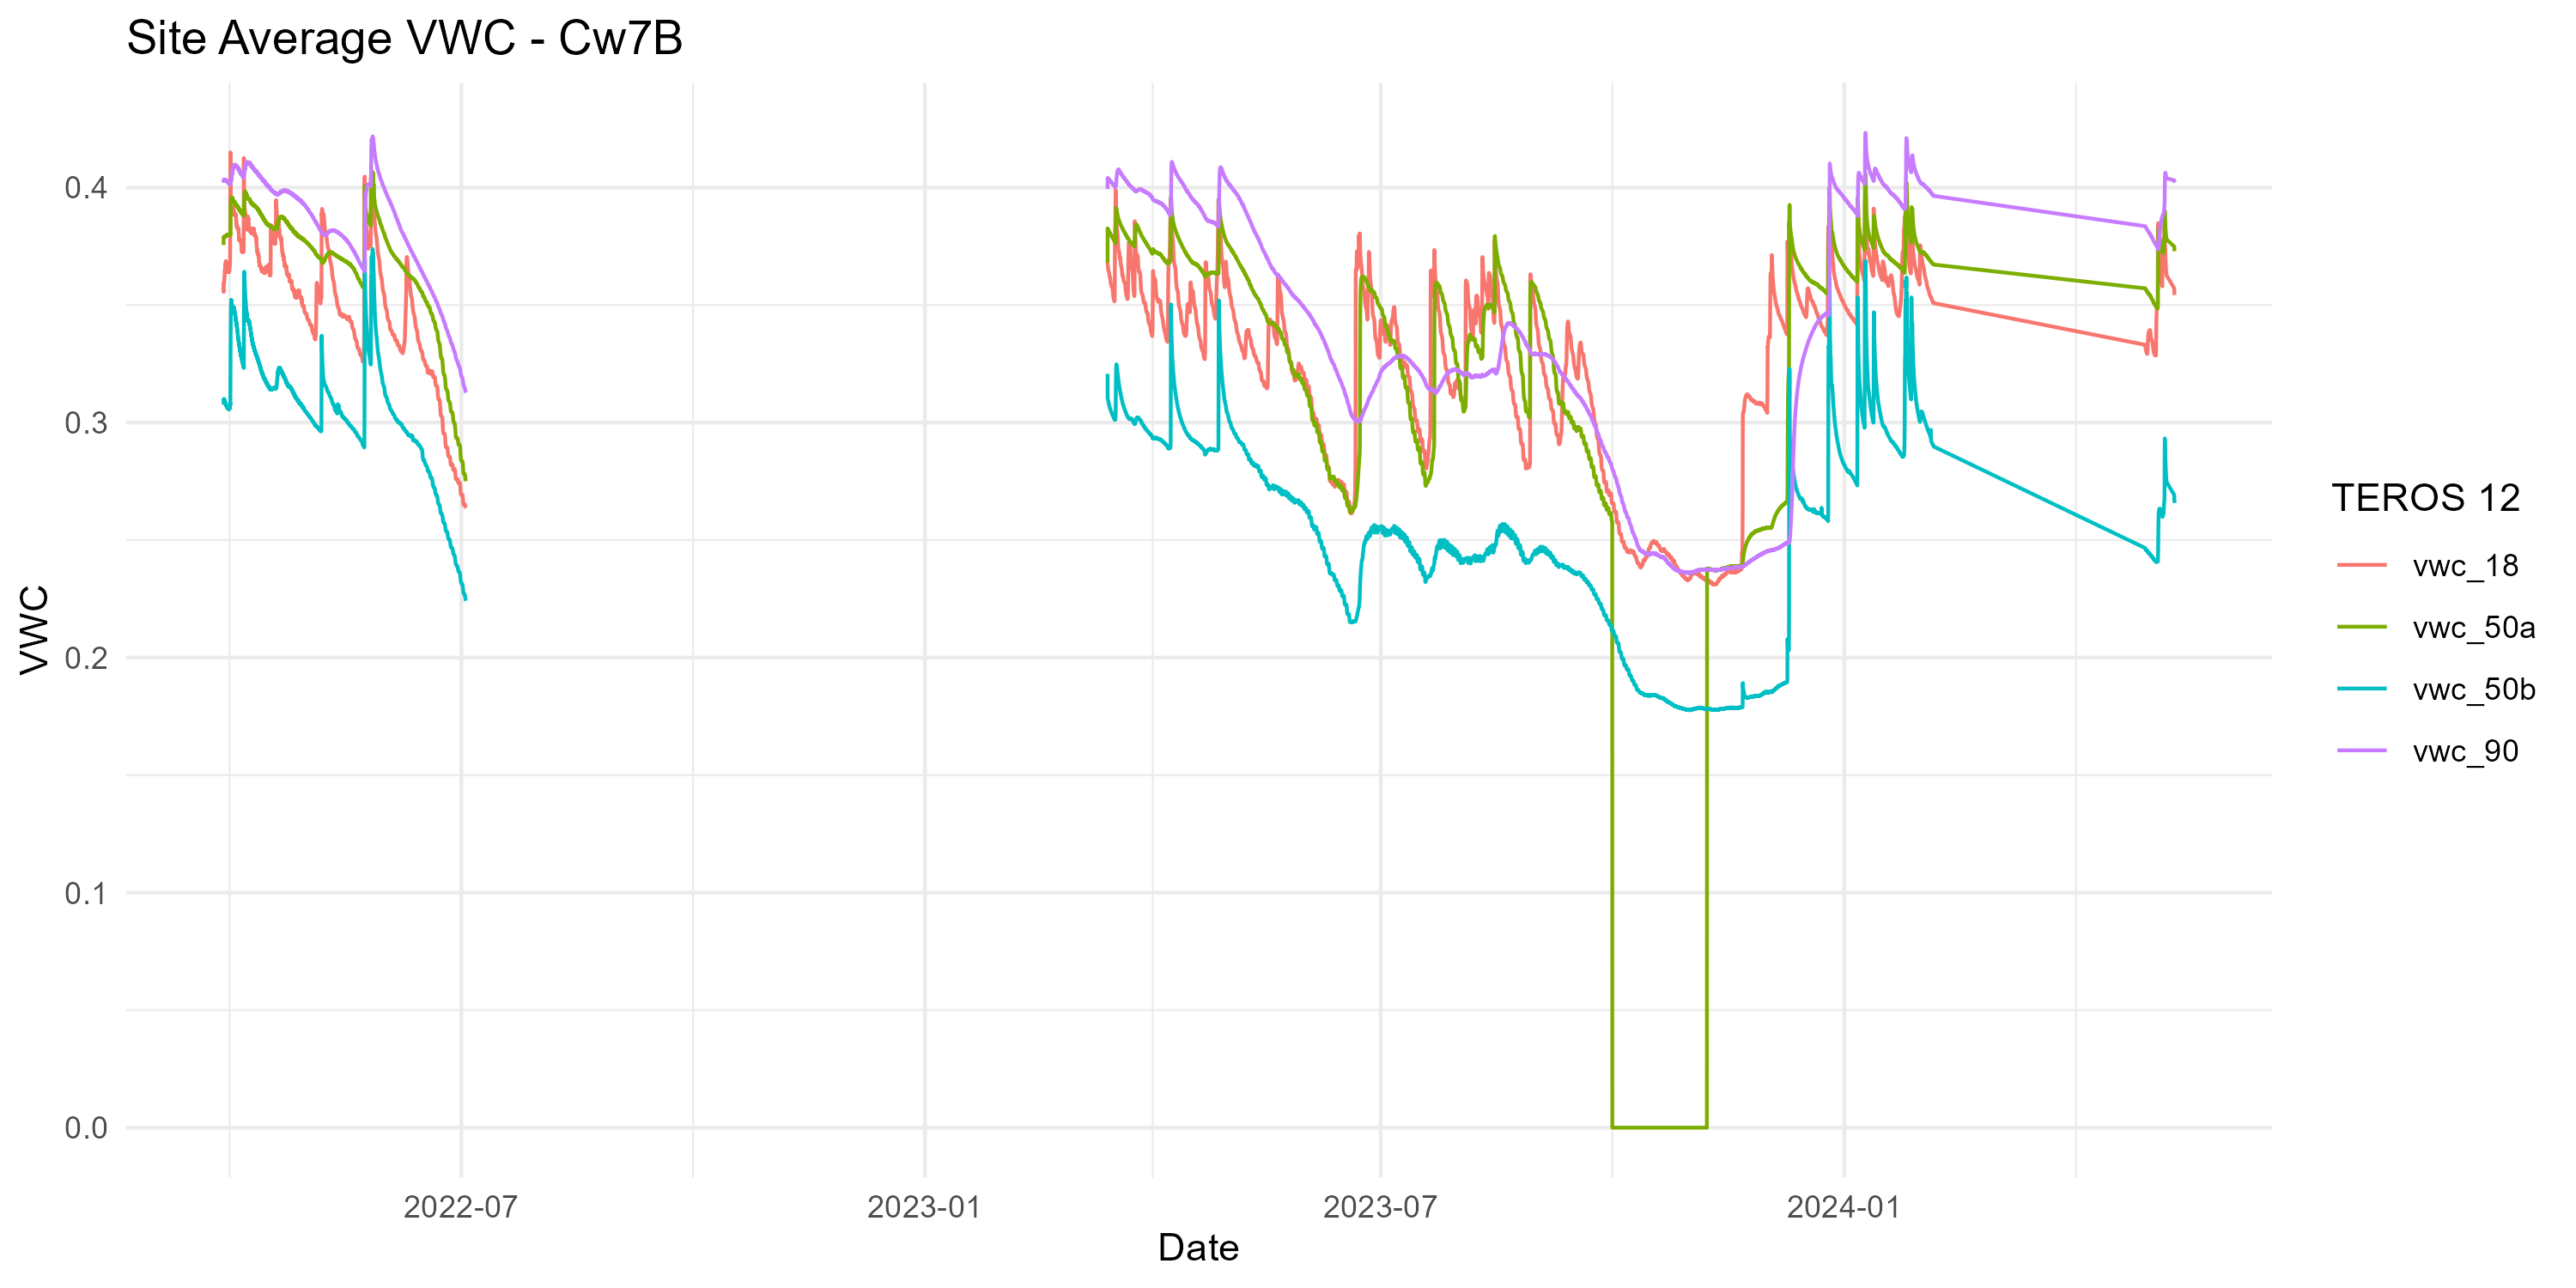 Site Average VWC - Cw7B
0.4
0.3
0.2
0.1
0.0
VWC
2022-07
2023-01
2023-07
2024-01
Date
TEROS 12
vwc_18
vwc_50a
vwc_50b
vwc_90